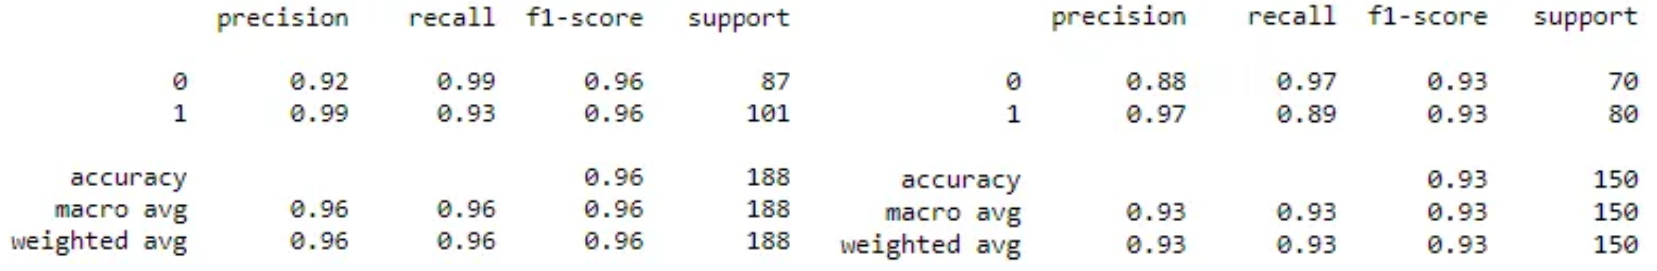 precision recall f1-score support
0 0.92 0.99 0.96 87
1 0.99 0.93 0.96 101
accuracy 0.96 188
macro avg 0.96 0.96 0.96 188
weighted avg 0.96 0.96 0.96 188
precision recall f1-score support
0 0.88 0.97 0.93 70
1 0.97 0.89 0.93 80
accuracy 0.93 150
macro avg 0.93 0.93 0.93 150
weighted avg 0.93 0.93 0.93 150